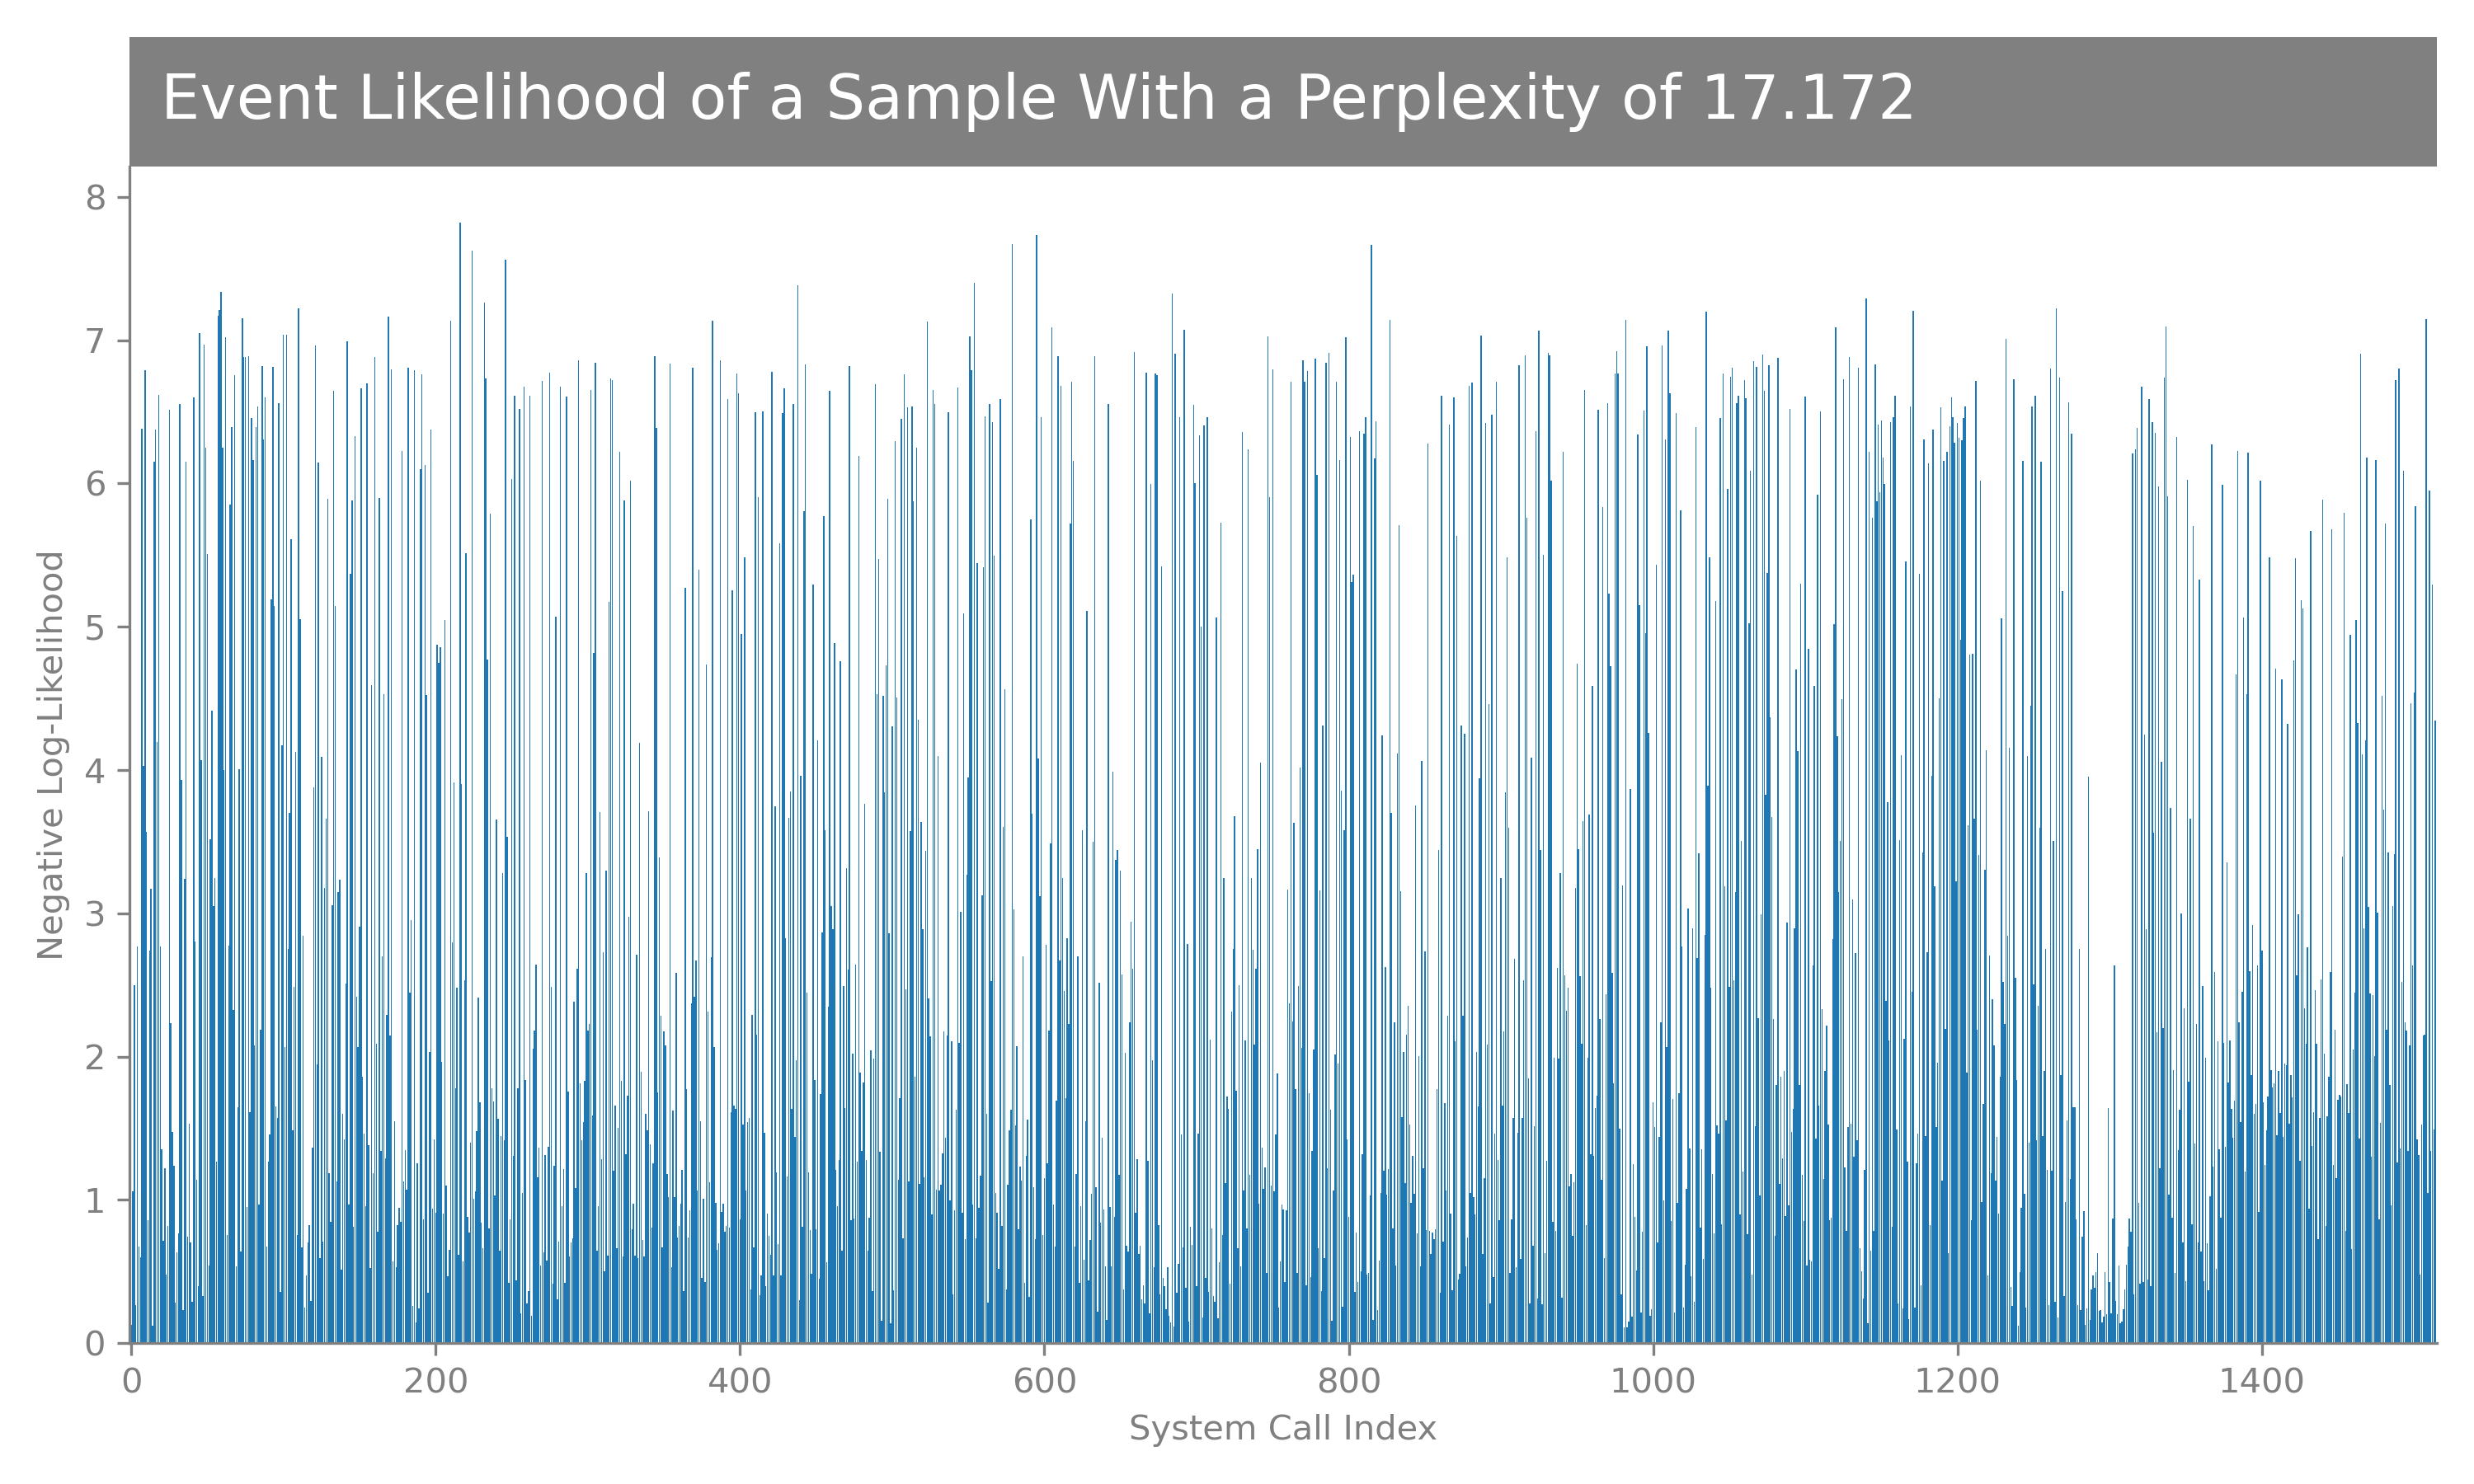 Event Likelihood of a Sample With a Perplexity of 17.172
8
7
6
5
4
3
2
1
0
Negative Log-Likelihood
0 200 400 600 800 1000 1200 1400
System Call Index